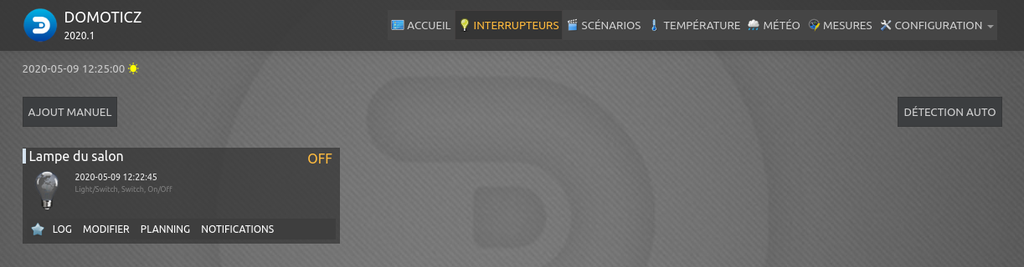 DOMOTICZ
2020.1
ACCUEIL INTERRUPTEURS SCÉNARIOS TEMPÉRATURE MÉTÉO MESURES CONFIGURATION
2020-05-09 12:25:00
AJOUT MANUEL DÉTECTION AUTO
Lampe du salon OFF
2020-05-09 12:22:45
Light/Switch, Switch, On/Off
LOG MODIFIER PLANNING NOTIFICATIONS